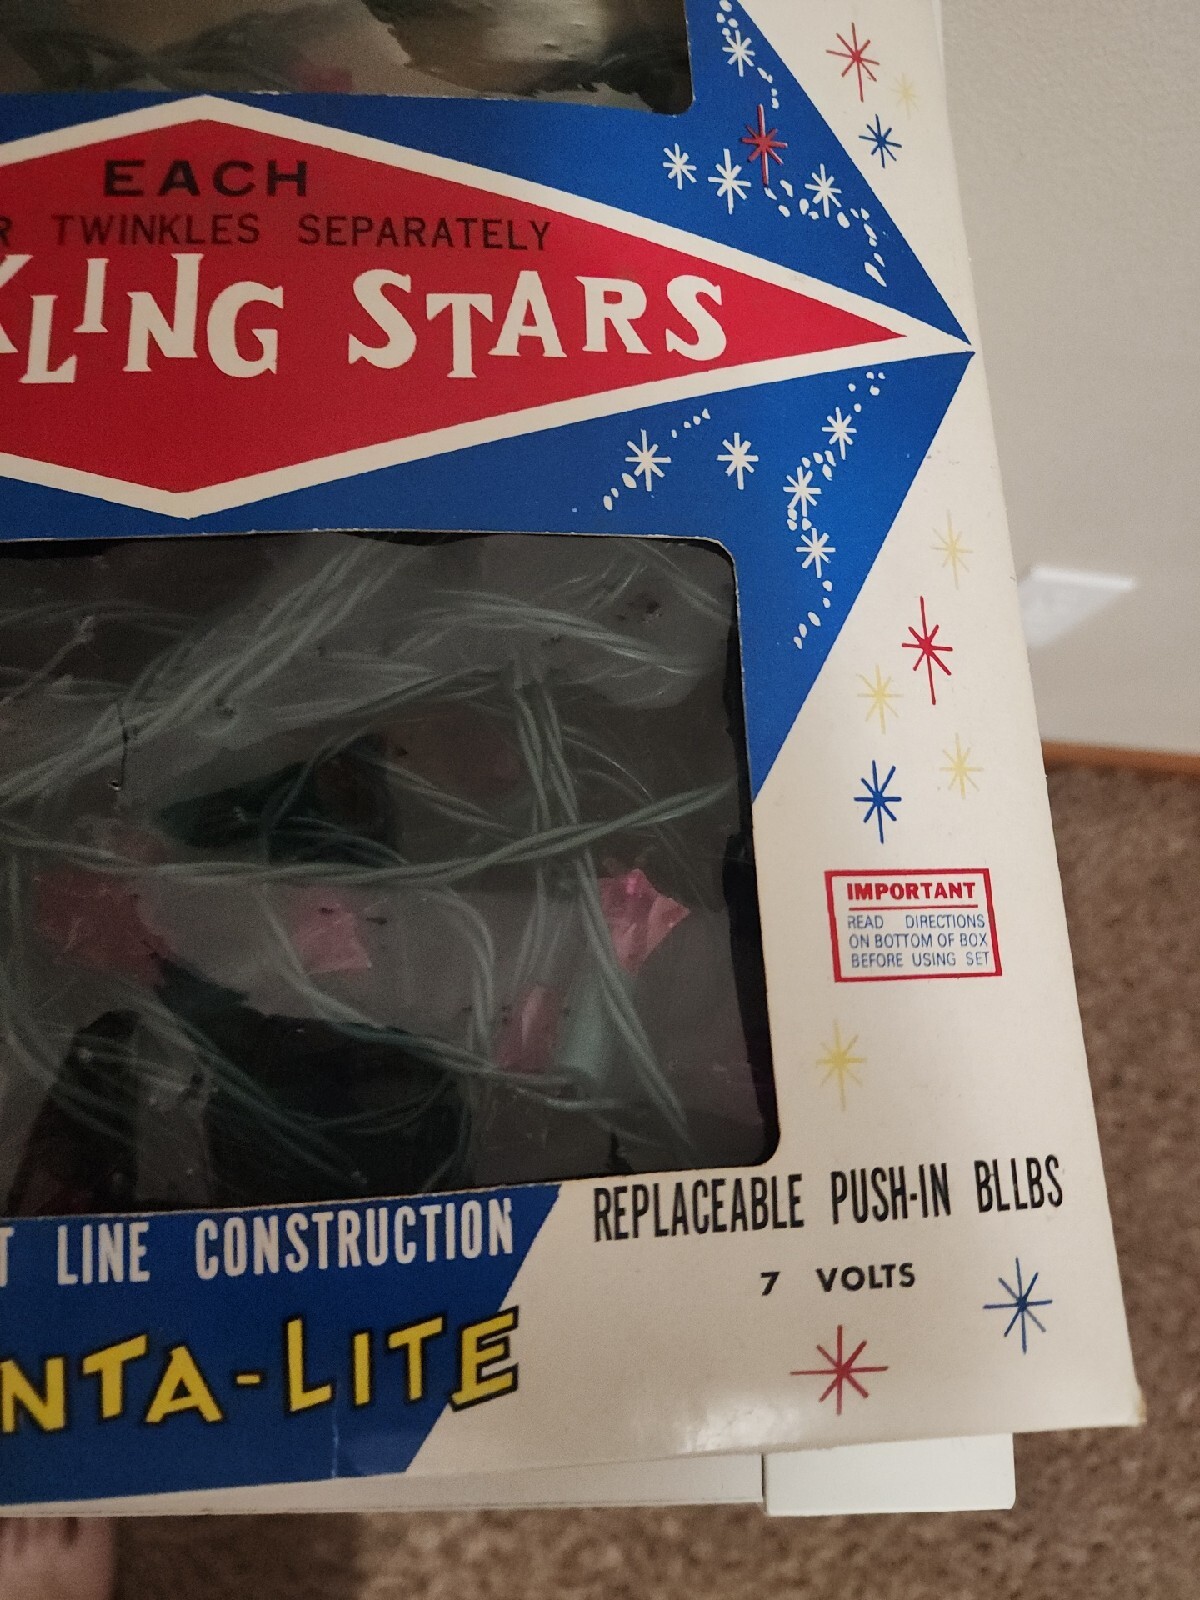 EACH
R TWINKLES SEPARATELY
KLING STARS
IMPORTANT
READ DIRECTIONS
ON BOTTOM OF BOX
BEFORE USING SET
T LINE CONSTRUCTION
REPLACEABLE PUSH-IN BLLBS
7 VOLTS
NTA-LITE